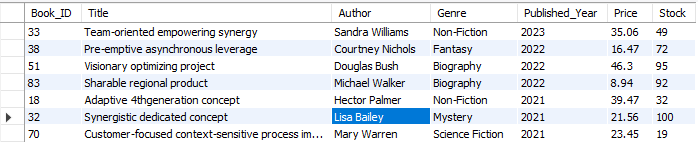 Book_ID Title Author Genre Published_Year Price Stock
33 Team-oriented empowering synergy Sandra Williams Non-Fiction 2023 35.06 49
38 Pre-emptive asynchronous leverage Courtney Nichols Fantasy 2022 16.47 72
51 Visionary optimizing project Douglas Bush Biography 2022 46.3 95
83 Sharable regional product Michael Walker Biography 2022 8.94 92
18 Adaptive 4thgeneration concept Hector Palmer Non-Fiction 2021 39.47 32
32 Synergistic dedicated concept Lisa Bailey Mystery 2021 21.56 100
70 Customer-focused context-sensitive process im... Mary Warren Science Fiction 2021 23.45 19